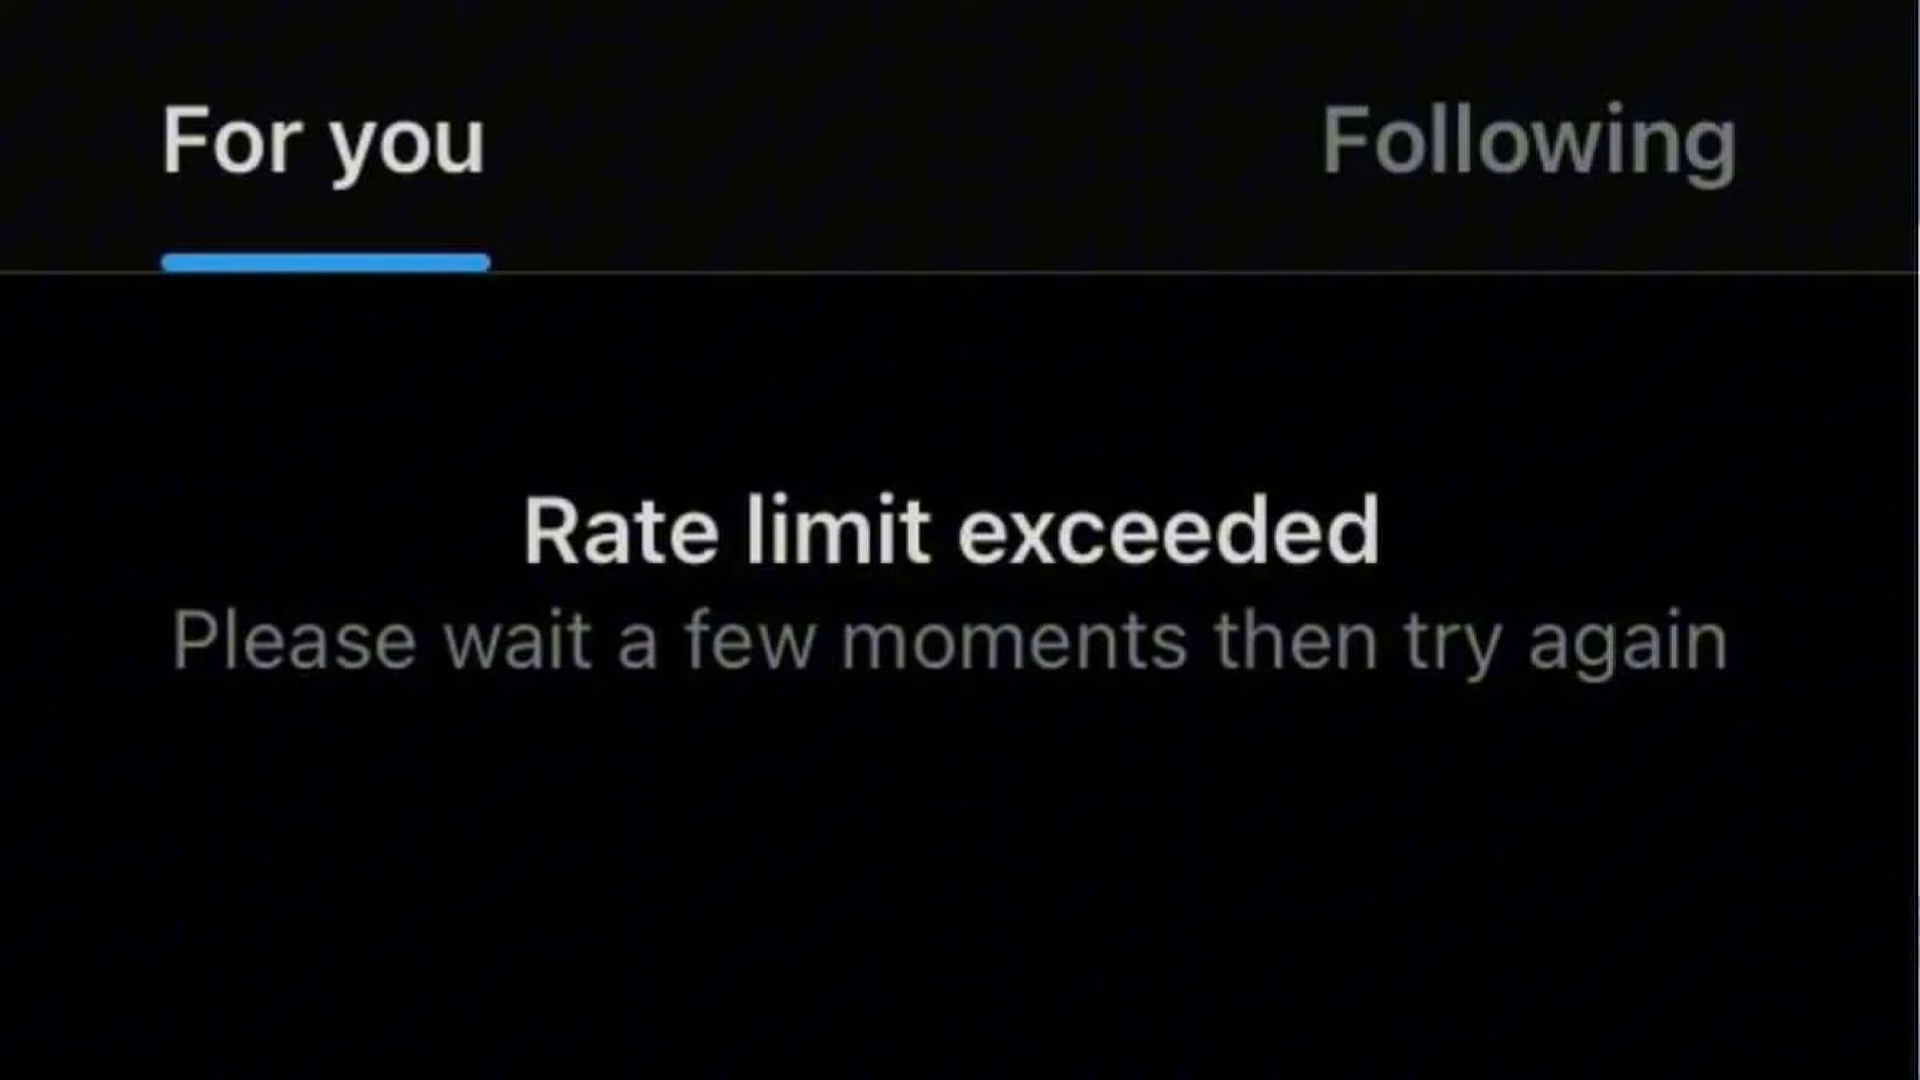 For you Following
Rate limit exceeded
Please wait a few moments then try again